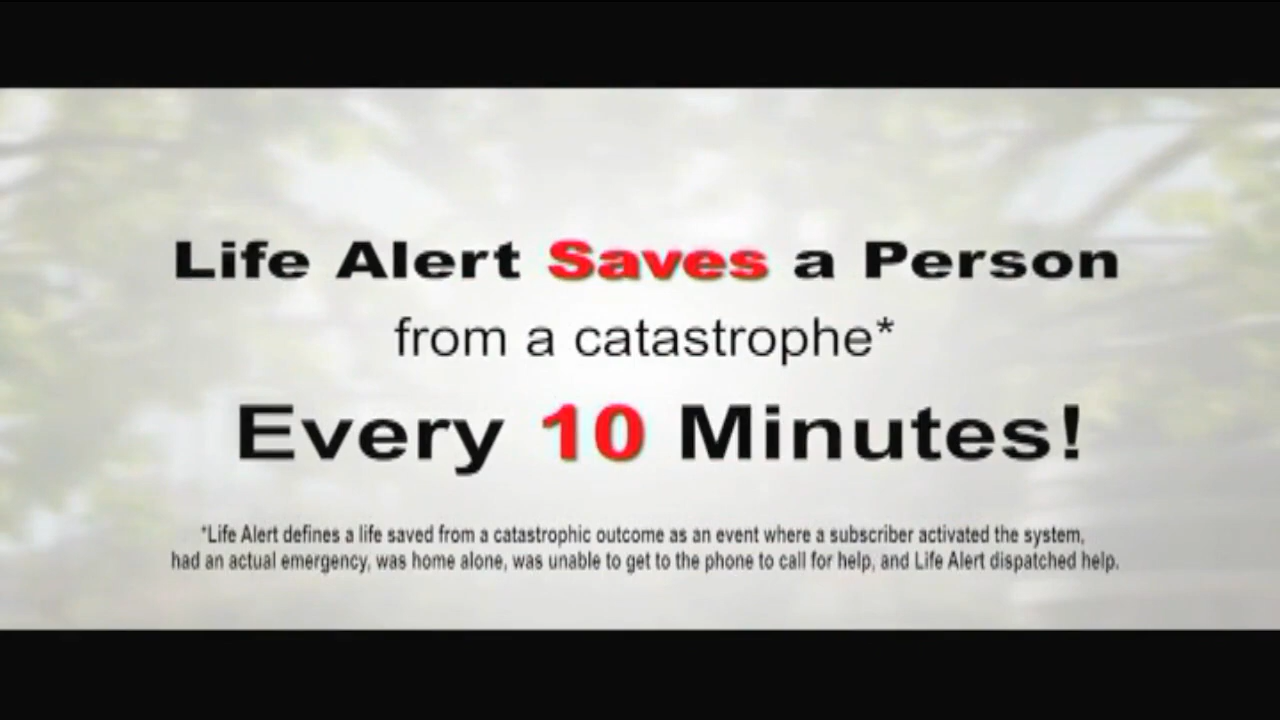 Life Alert Saves a Person
from a catastrophe*
Every 10 Minutes!
*Life Alert defines a life saved from a catastrophic outcome as an event where a subscriber activated the system,
had an actual emergency, was home alone, was unable to get to the phone to call for help, and Life Alert dispatched help.